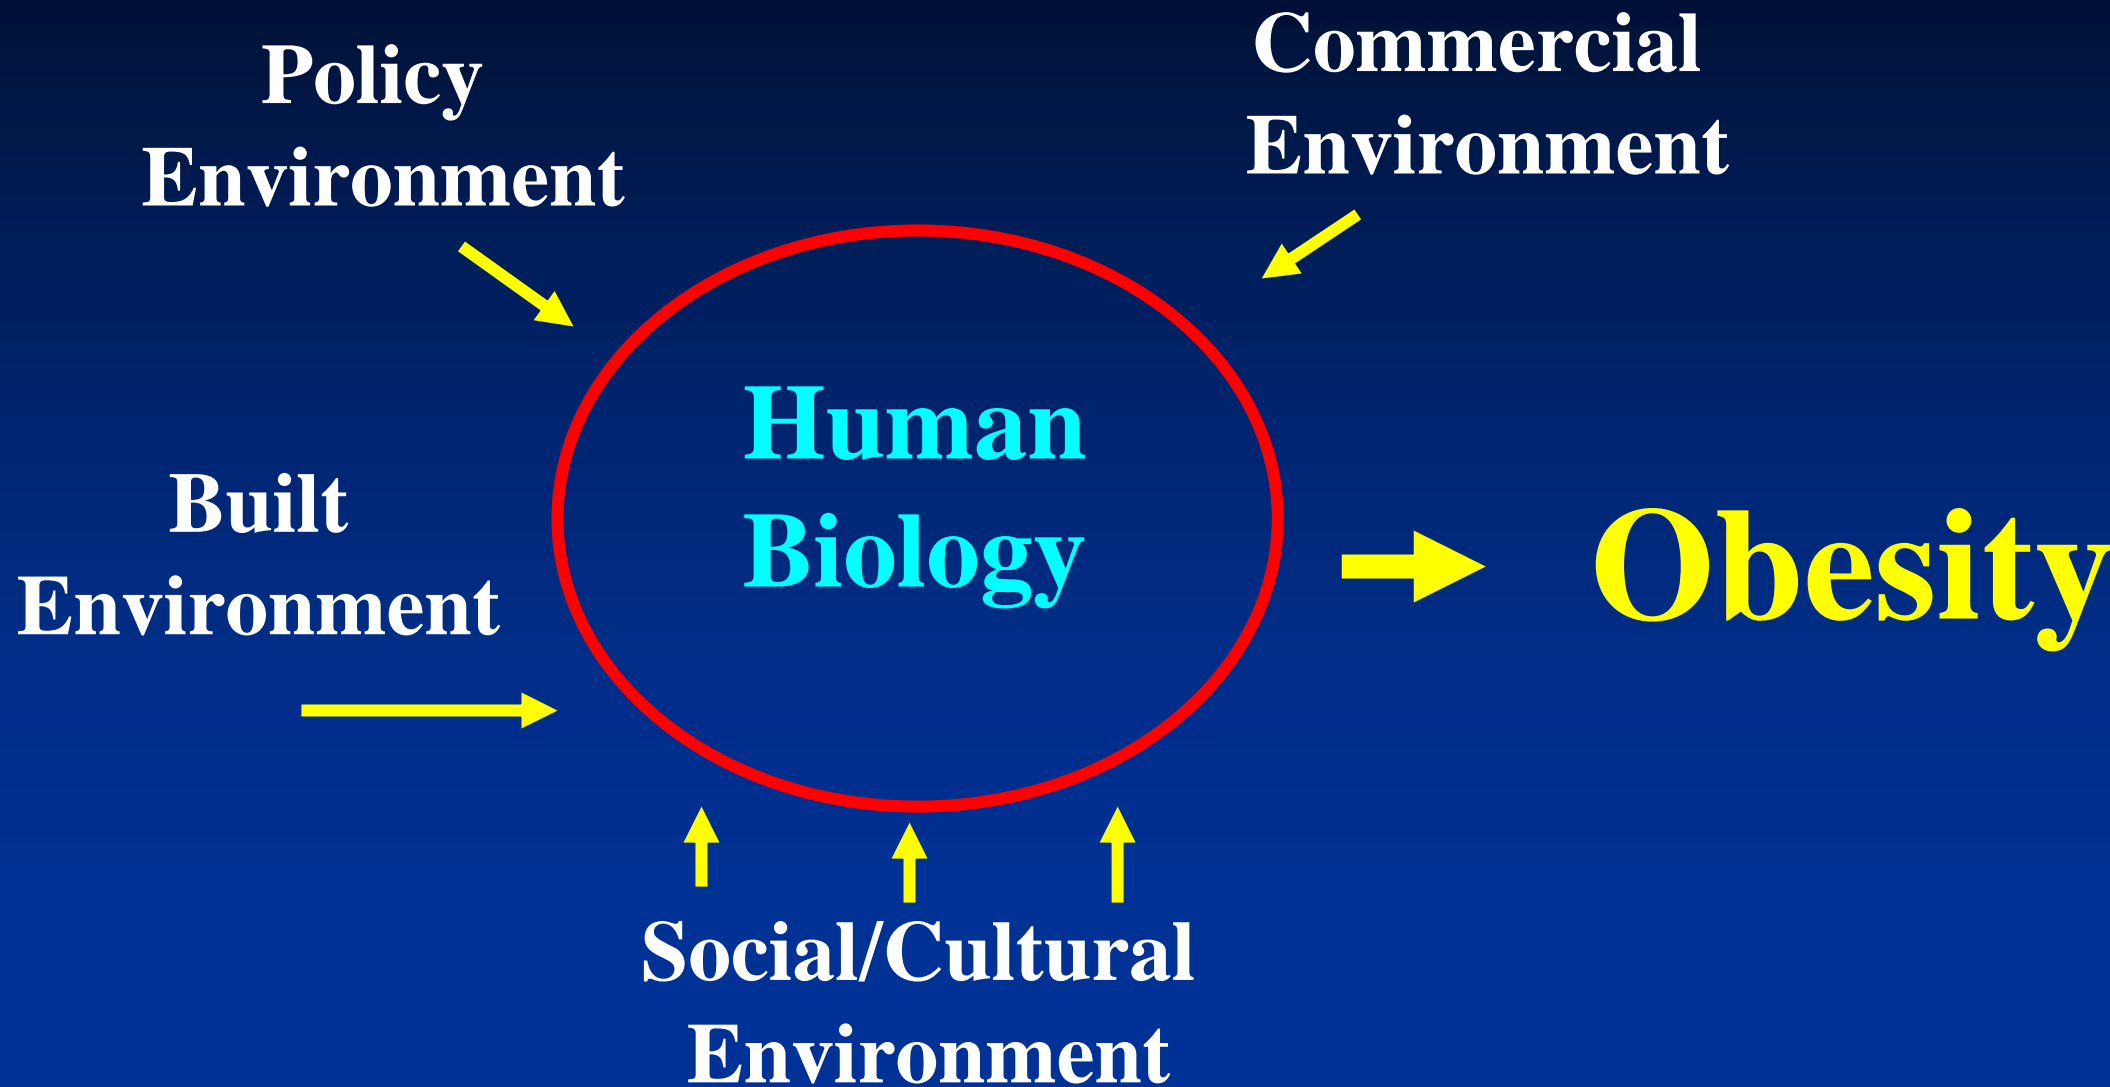 Policy
Environment
Commercial
Environment
Human
Biology
Built
Environment
Obesity
Social/Cultural
Environment